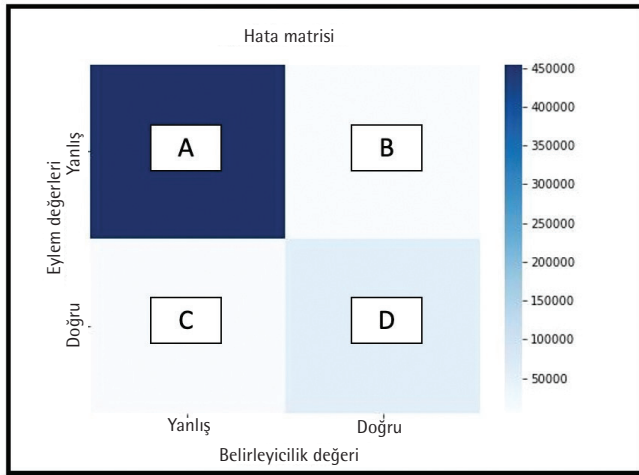 Hata matrisi
Eylem değerleri
Yanlış
Doğru
A
B
C
D
Yanlış
Doğru
Belirleyicilik değeri
450000
400000
350000
300000
250000
200000
150000
100000
50000